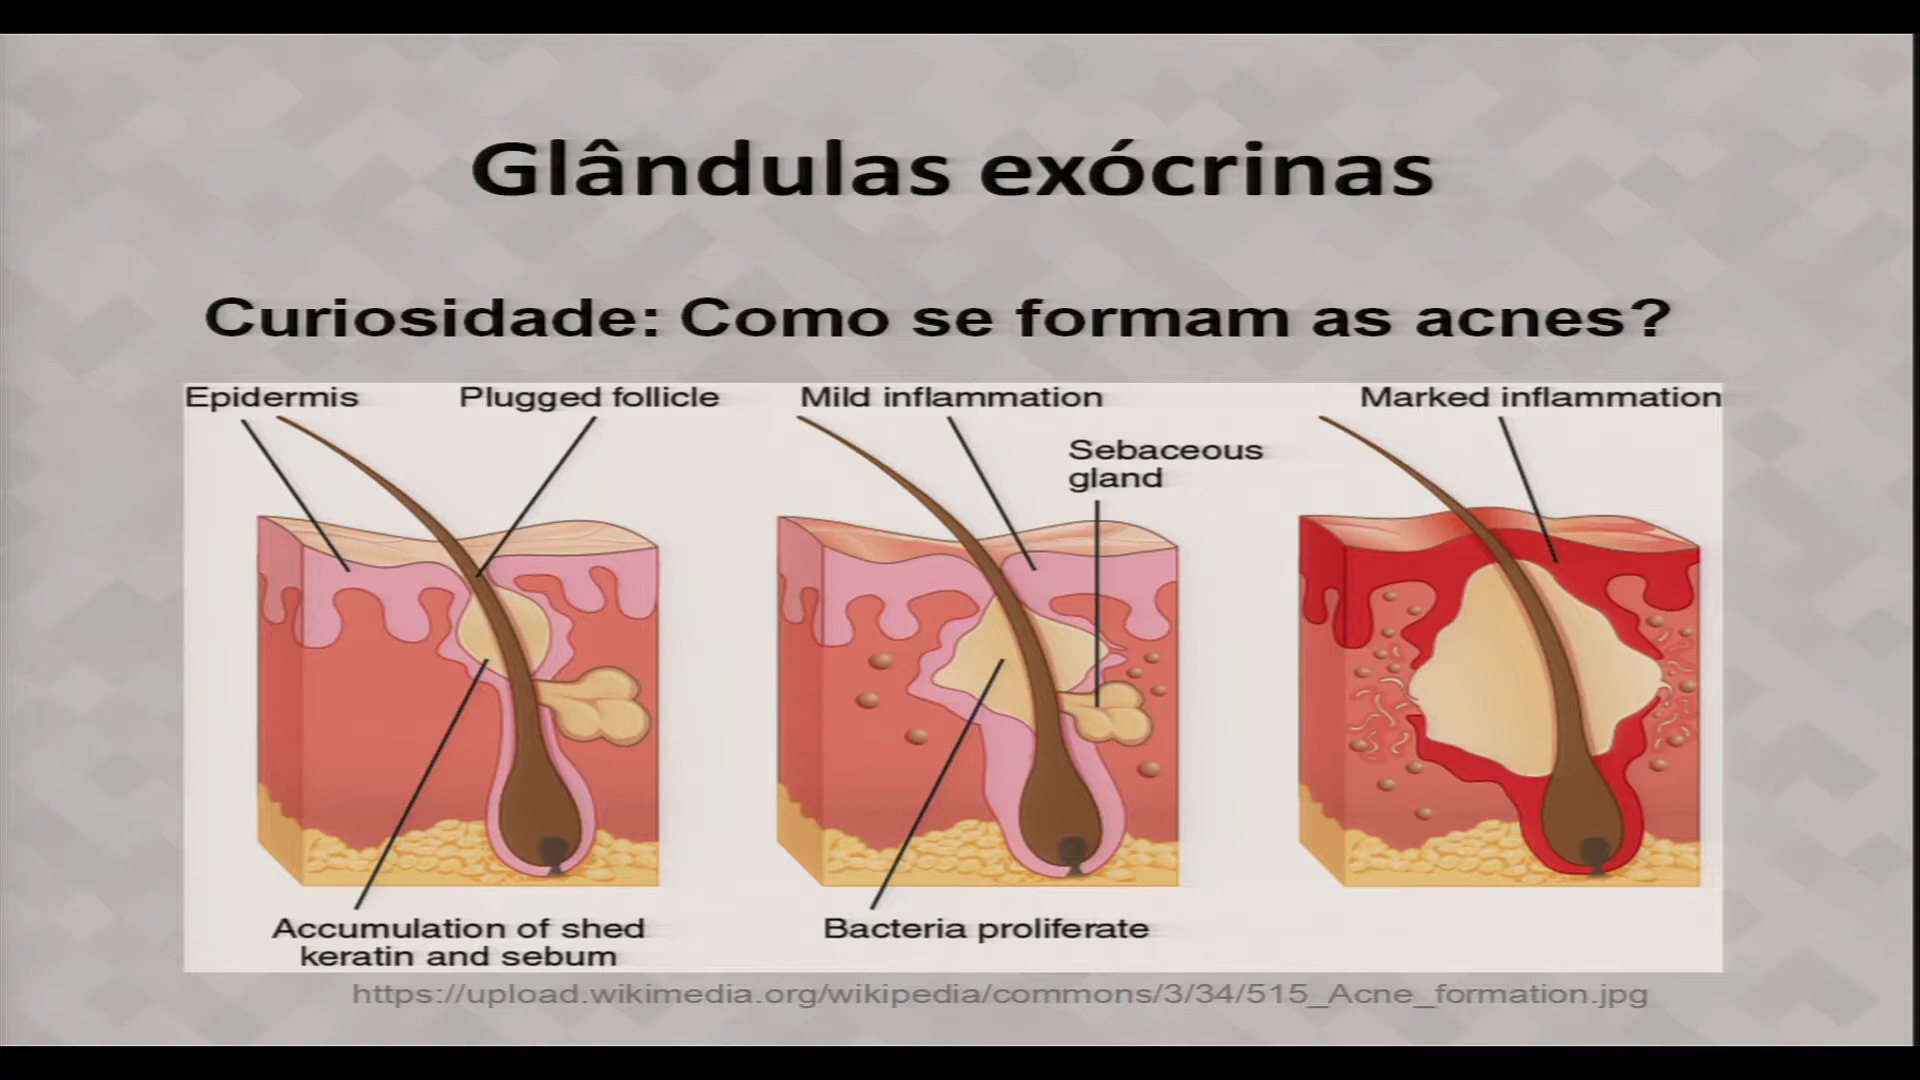 Glândulas exócrinas
Curiosidade: Como se formam as acnes?
Epidermis
Plugged follicle
Mild inflammation
Marked inflammation
Sebaceous
gland
Accumulation of shed
keratin and sebum
Bacteria proliferate
https://upload.wikimedia.org/wikipedia/commons/3/34/515_Acne_formation.jpg